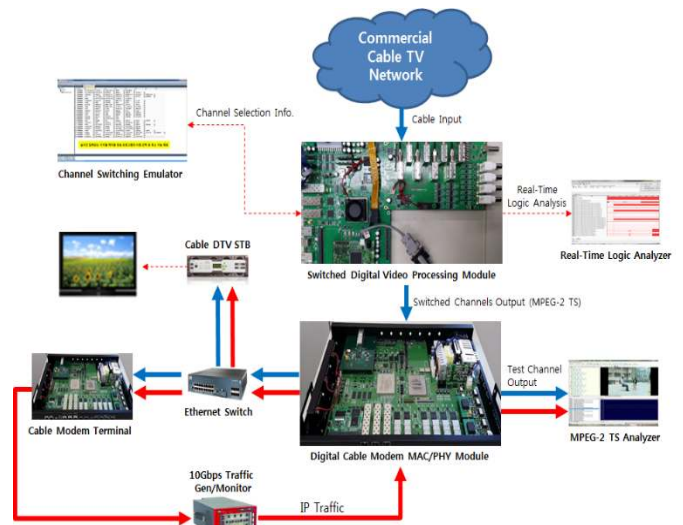 Commercial
Cable TV
Network
Channel Selection Info.
Cable Input
Real-Time
Logic Analysis
Channel Switching Emulator
Real-Time Logic Analyzer
Cable DTV STB
Switched Digital Video Processing Module
Switched Channels Output (MPEG-2 TS)
Test Channel
Output
Cable Modem Terminal
Ethernet Switch
MPEG-2 TS Analyzer
Digital Cable Modem MAC/PHY Module
10Gbps Traffic
Gen/Monitor
IP Traffic